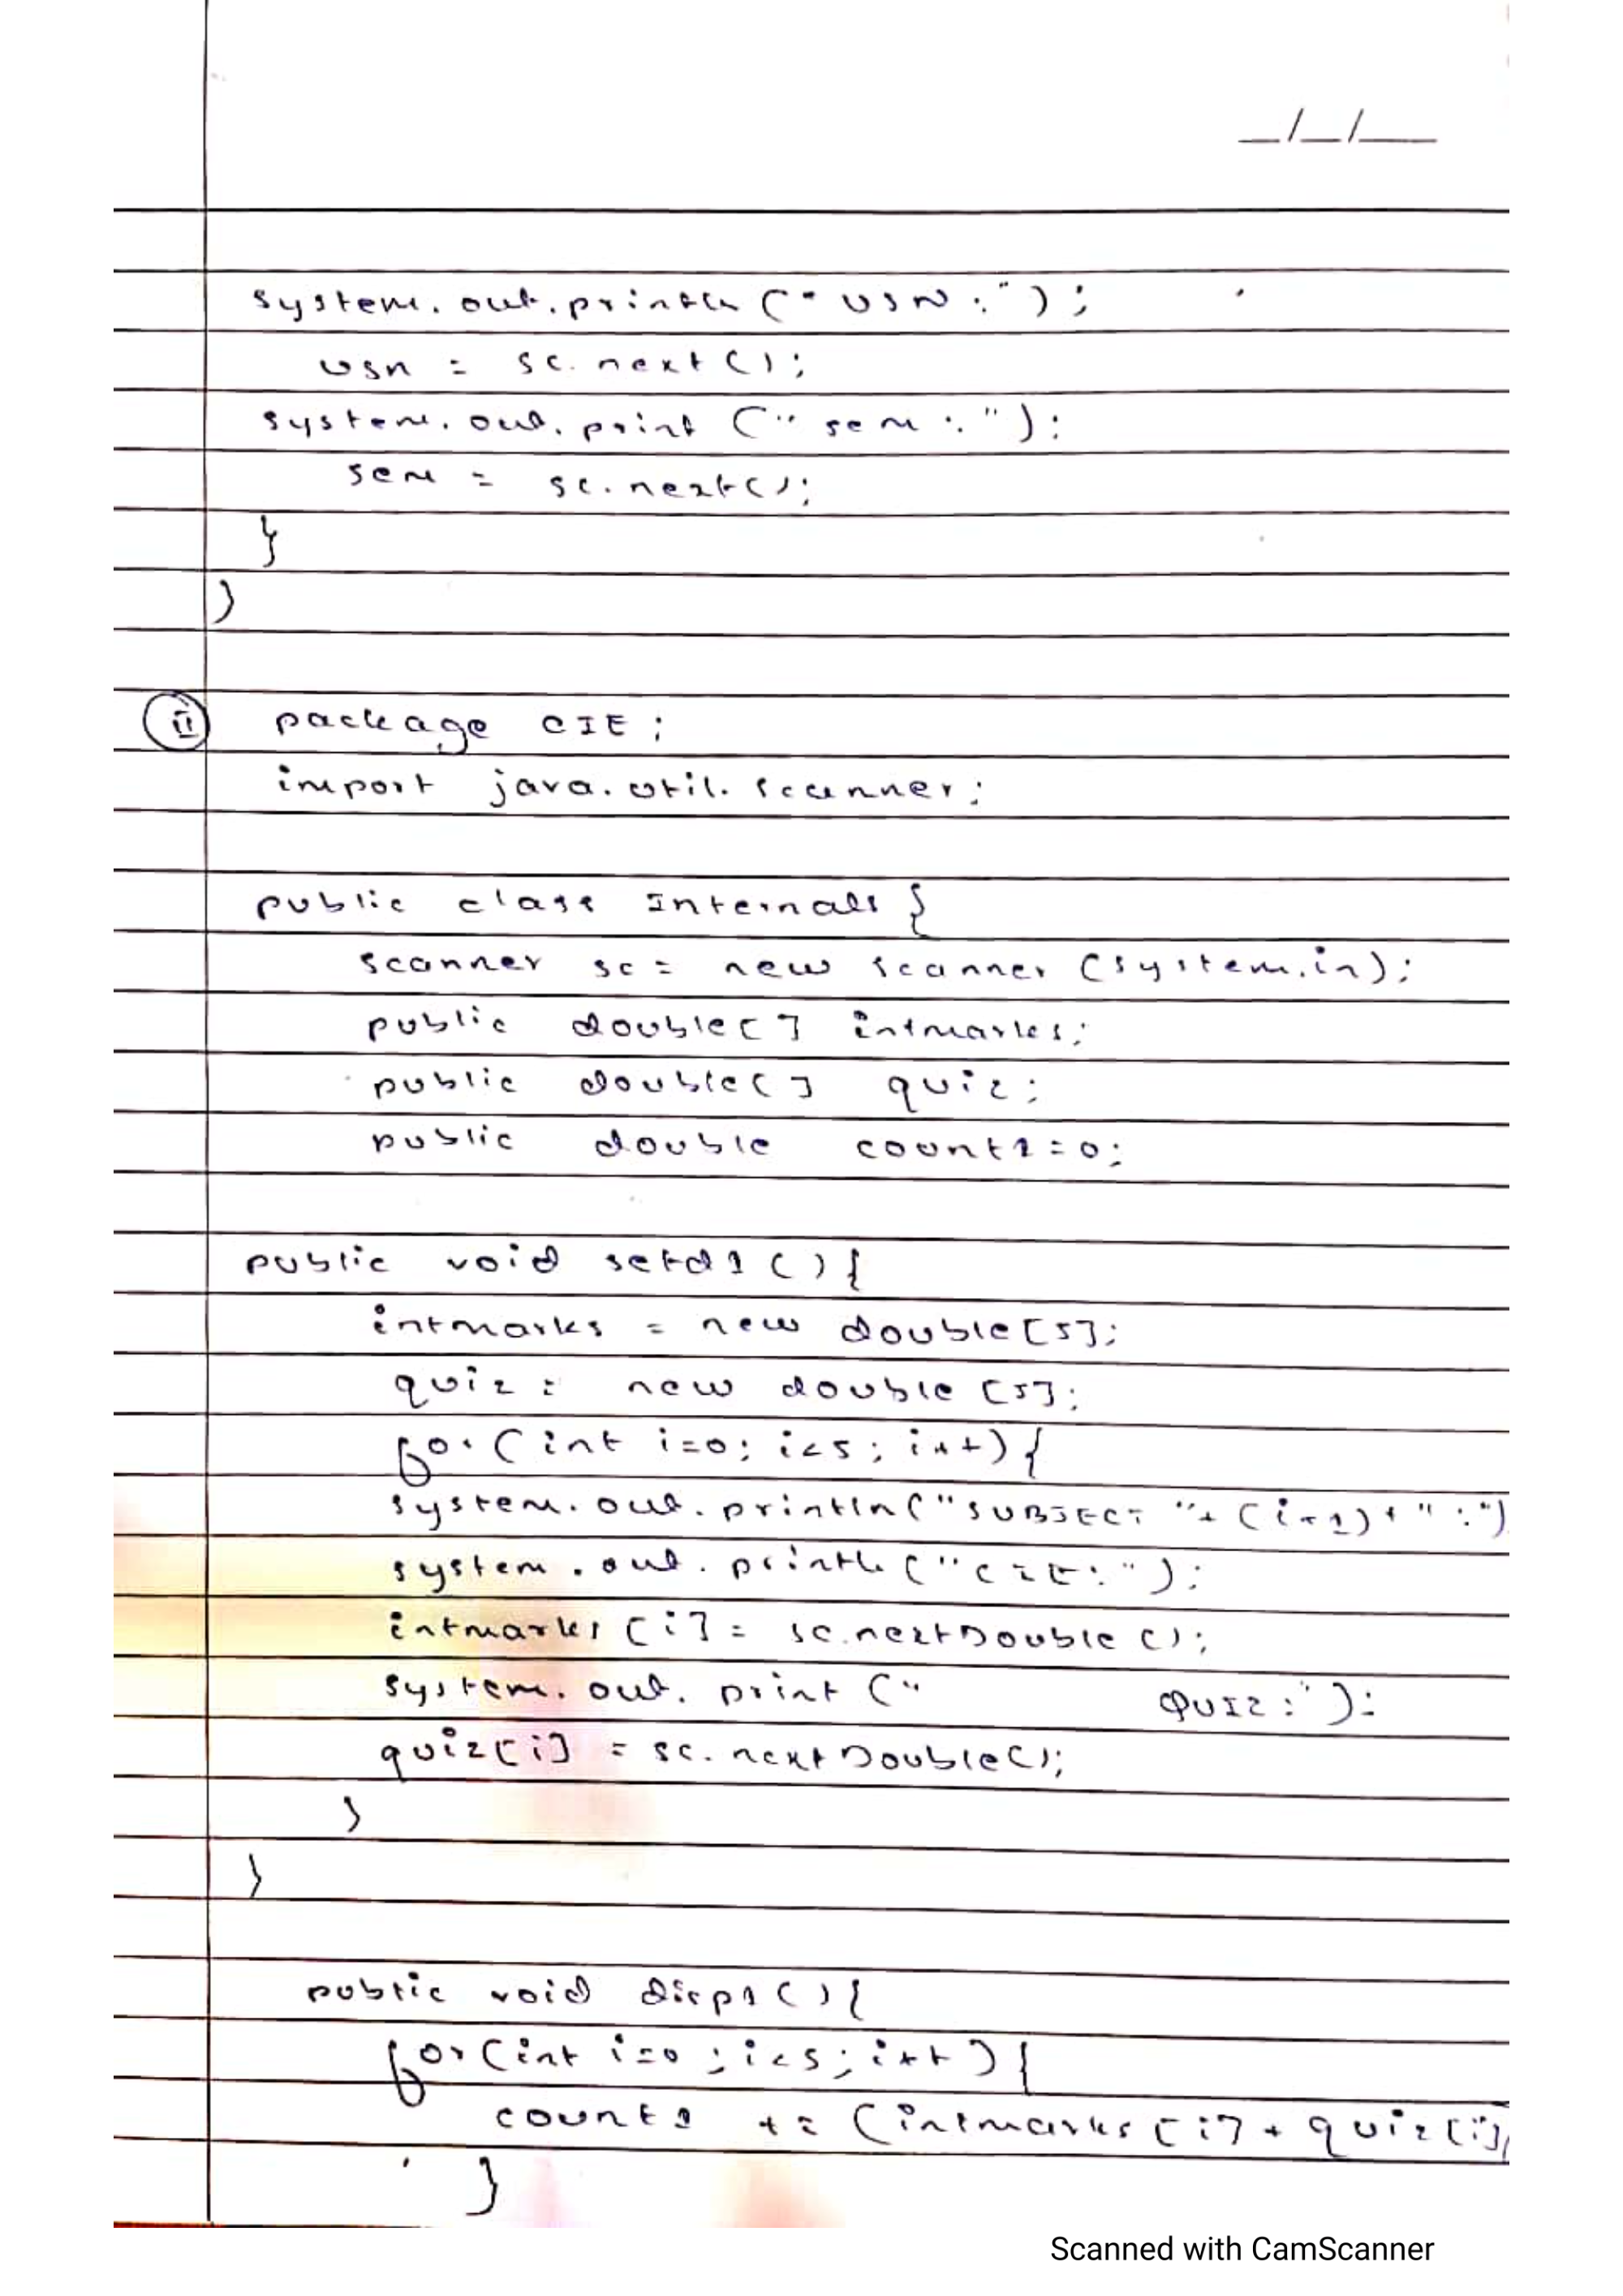 _/_/__
system.out.println(" USN : ");
usn = sc.next();
system.out.print (" sem : ");
sem = sc.next();
}
}
ii package CIE ;
import java.util.scanner;
public class Internals {
scanner sc = new scanner (system.in);
public double[] intmarks;
public double[] quiz;
public double count1=0;
public void setd1 () {
intmarks = new double[5];
quiz = new double [5];
for (int i=0; i<5; i++) {
system.out.println("SUBJECT "+(i+1)+" :")
system.out.println("CIE: ");
intmarks [i] = sc.nextDouble ();
system.out.print (" QUIZ : ");
quiz[i] = sc.nextDouble();
}
}
public void disp1 () {
for (int i=0 ; i<5; i++) {
count1 += (intmarks [i] + quiz[i]
}
Scanned with CamScanner